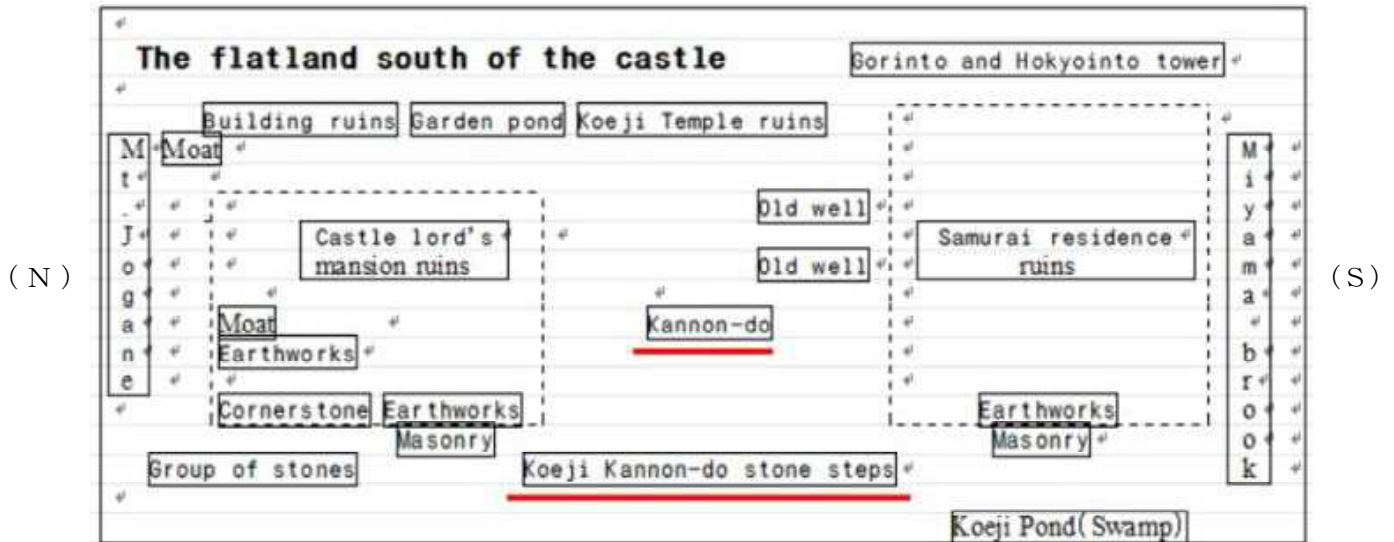 The flatland south of the castle
Gorinto and Hokyointo tower
Building ruins
Garden pond
Koeji Temple ruins
Mt.Jogane
Moat
Old well
Castle lord's
mansion ruins
Old well
Samurai residence
ruins
Miyama brook
(N)
(S)
Moat
Kannon-do
Earthworks
Cornerstone
Earthworks
Masonry
Earthworks
Masonry
Group of stones
Koeji Kannon-do stone steps
Koeji Pond(Swamp)